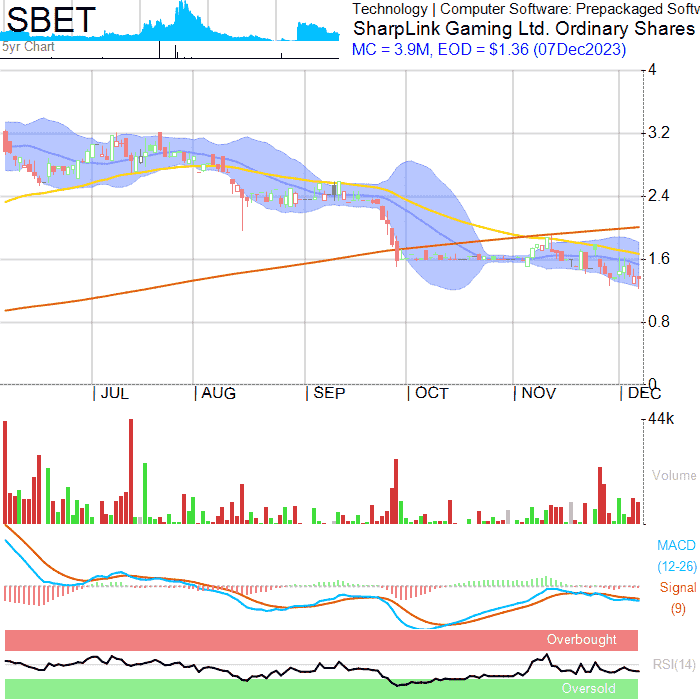 SBET
5yr Chart
Technology | Computer Software: Prepackaged Softw
SharpLink Gaming Ltd. Ordinary Shares
MC = 3.9M, EOD = $1.36 (07Dec2023)
4
3.2
2.4
1.6
0.8
0
| JUL | AUG | SEP | OCT | NOV | DEC
44k
Volume
MACD
(12-26)
Signal
(9)
Overbought
RSI(14)
Oversold